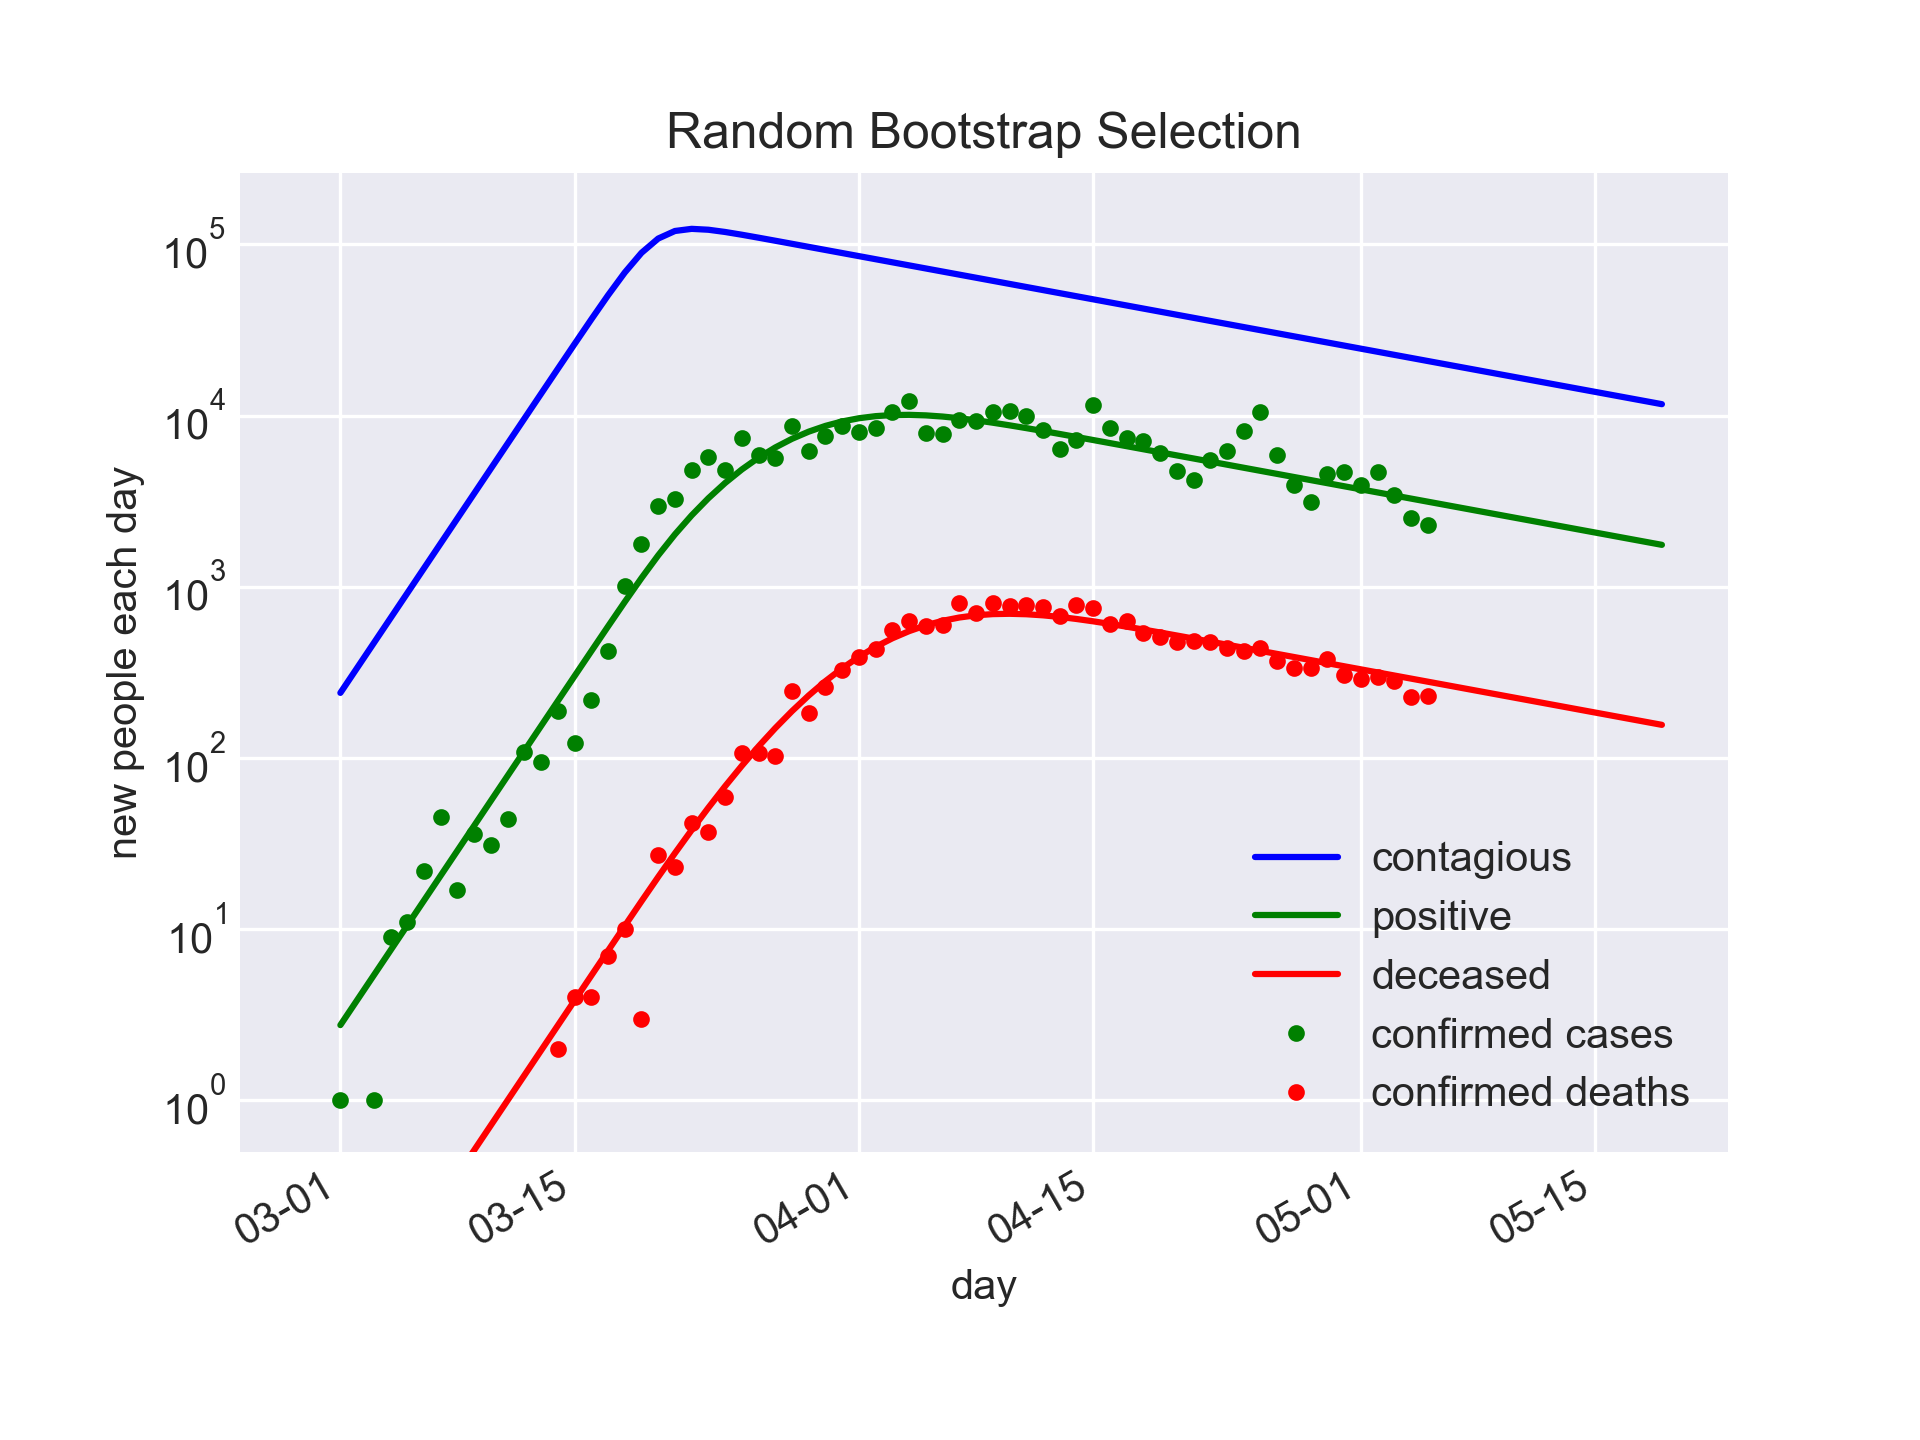 Random Bootstrap Selection
new people each day
10^5
10^4
10^3
10^2
10^1
10^0
contagious
positive
deceased
confirmed cases
confirmed deaths
03-01
03-15
04-01
04-15
05-01
05-15
day